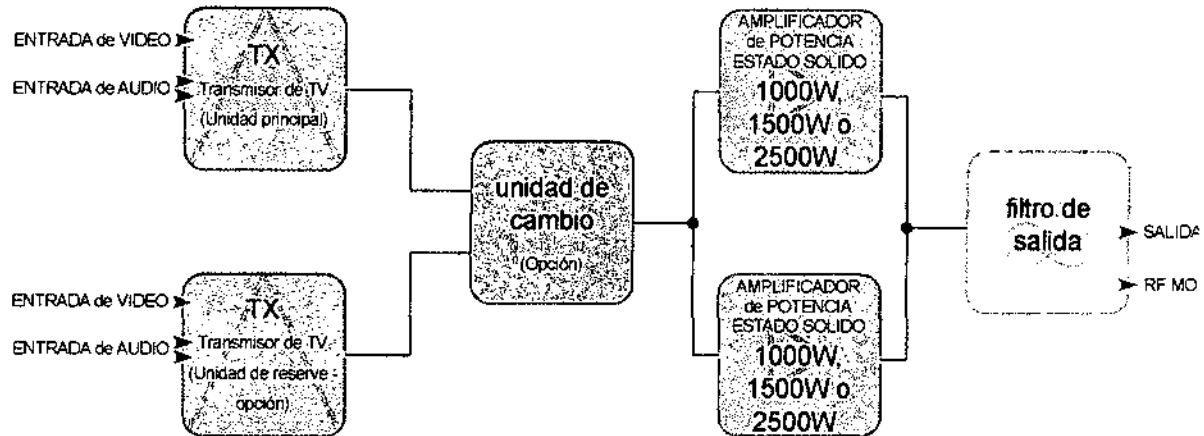 ENTRADA de VIDEO
ENTRADA de AUDIO
TX
Transmisor de TV
(Unidad principal)
ENTRADA de VIDEO
ENTRADA de AUDIO
TX
Transmisor de TV
(Unidad de reserve -
opción)
unidad de
cambio
(Opción)
AMPLIFICADOR
de POTENCIA
ESTADO SOLIDO
1000W,
1500W o
2500W
AMPLIFICADOR
de POTENCIA
ESTADO SOLIDO
1000W,
1500W o
2500W
filtro de
salida
SALIDA
RF MO